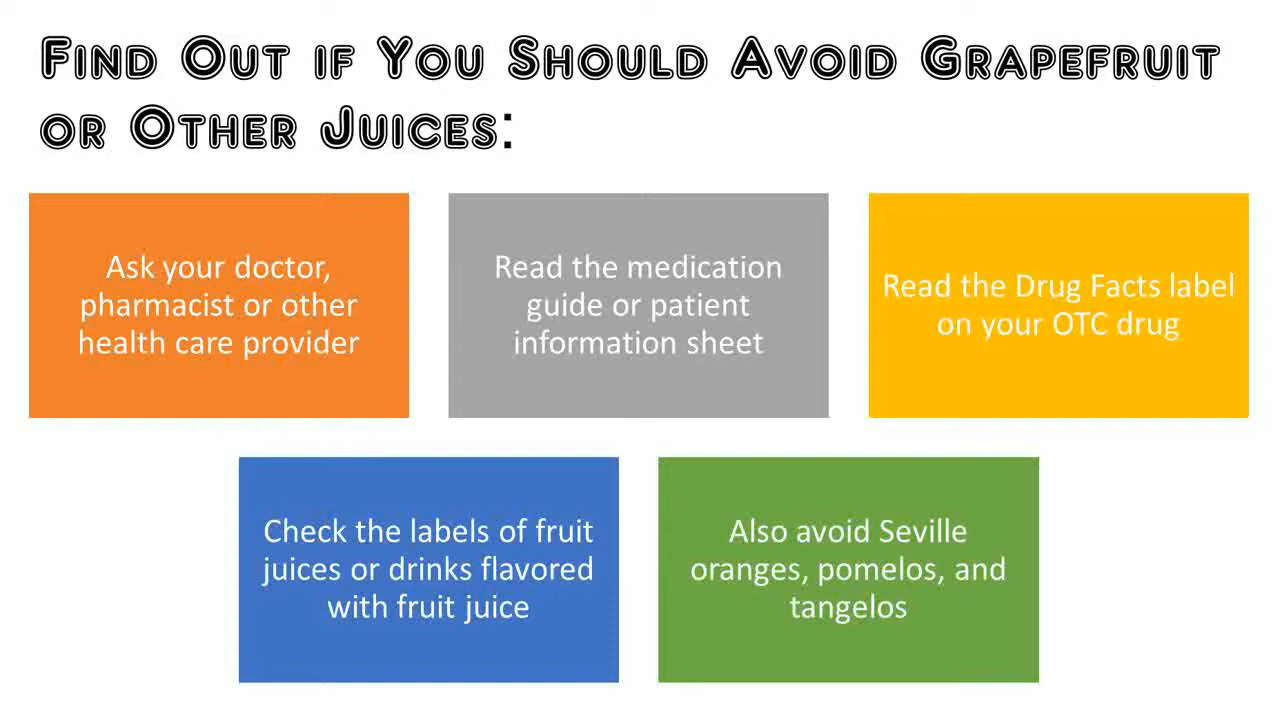 Find Out if You Should Avoid Grapefruit
or Other Juices:
Ask your doctor,
pharmacist or other
health care provider
Read the medication
guide or patient
information sheet
Read the Drug Facts label
on your OTC drug
Check the labels of fruit
juices or drinks flavored
with fruit juice
Also avoid Seville
oranges, pomelos, and
tangelos